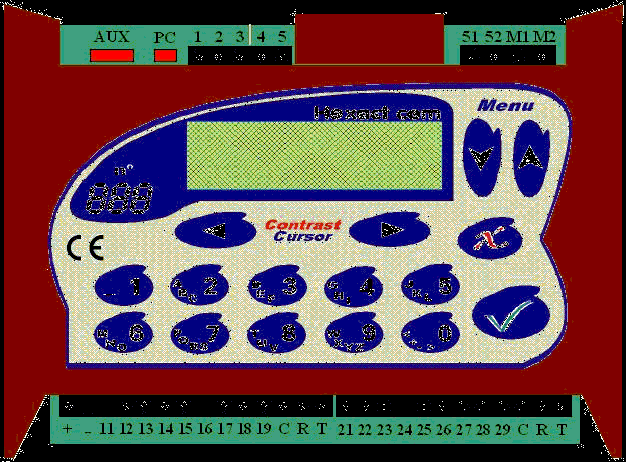 AUX PC 1 2 3 4 5 51 52 M1 M2
Menu
888
Contrast
Cursor
CE
1 2 3 4 5
6 7 8 9 0
+ - 11 12 13 14 15 16 17 18 19 C R T 21 22 23 24 25 26 27 28 29 C R T